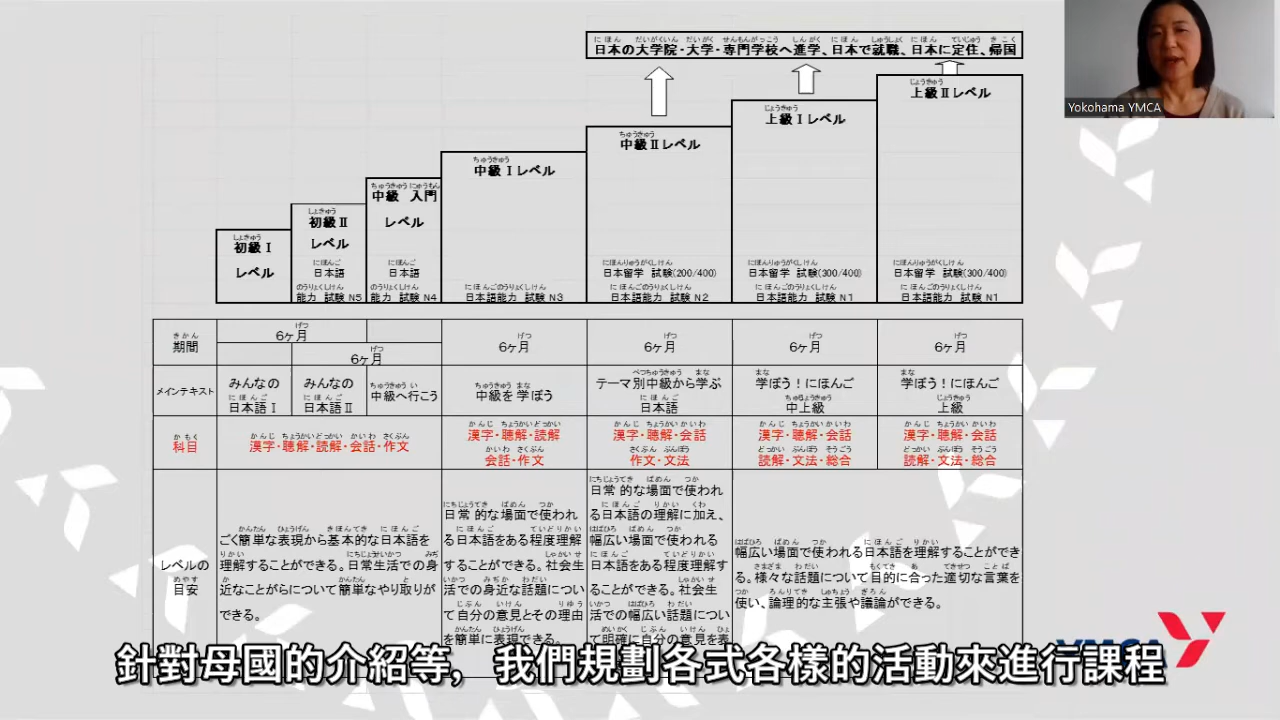 日本の大学院・大学・専門学校へ進学、日本で就職、日本に定住、帰国
Yokohama YMCA
上級Ⅱレベル
上級Ⅰレベル
中級Ⅱレベル
中級Ⅰレベル
中級 入門
レベル
初級Ⅱ
レベル
初級Ⅰ
レベル
日本語
能力 試験 N5
日本語
能力 試験 N4
日本語能力 試験 N3
日本留学 試験(200/400)
日本語能力 試験 N2
日本留学 試験(300/400)
日本語能力 試験 N1
日本留学 試験(300/400)
日本語能力 試験 N1
期間
6ヶ月
6ヶ月
6ヶ月
6ヶ月
6ヶ月
6ヶ月
メインテキスト
みんなの
日本語Ⅰ
みんなの
日本語Ⅱ
中級へ行こう
中級を 学ぼう
テーマ別中級から学ぶ
日本語
学ぼう！にほんご
中上級
学ぼう！にほんご
上級
科目
漢字・聴解・読解・会話・作文
漢字・聴解・読解
会話・作文
漢字・聴解・会話
作文・文法
漢字・聴解・会話
読解・文法・総合
漢字・聴解・会話
読解・文法・総合
レベルの
目安
ごく簡単な表現から基本的な日本語を
理解することができる。日常生活での身
近なことがらについて簡単なやり取りが
できる。
日常 的な場面で使われ
る日本語をある程度理解
することができる。社会生
活での身近な話題につい
て自分の意見とその理由
を簡単に表現できる。
日常 的な場面で使われ
る日本語の理解に加え、
幅広い場面で使われる
日本語をある程度理解す
ることができる。社会生
活での幅広い話題につい
て明確に自分の意見を表
幅広い場面で使われる日本語を理解することができ
る。様々な話題について目的に合った適切な言葉を
使い、論理的な主張や議論ができる。
YMCA
針對母國的介紹等, 我們規劃各式各樣的活動來進行課程